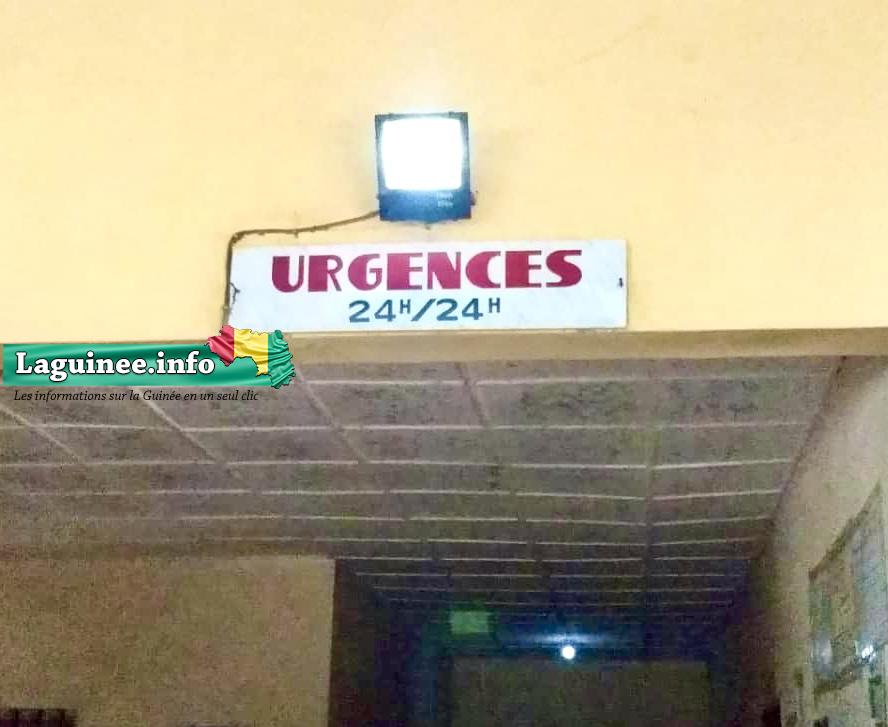 URGENCES
24H/24H
Laguinee.info
Les informations sur la Guinée en un seul clic